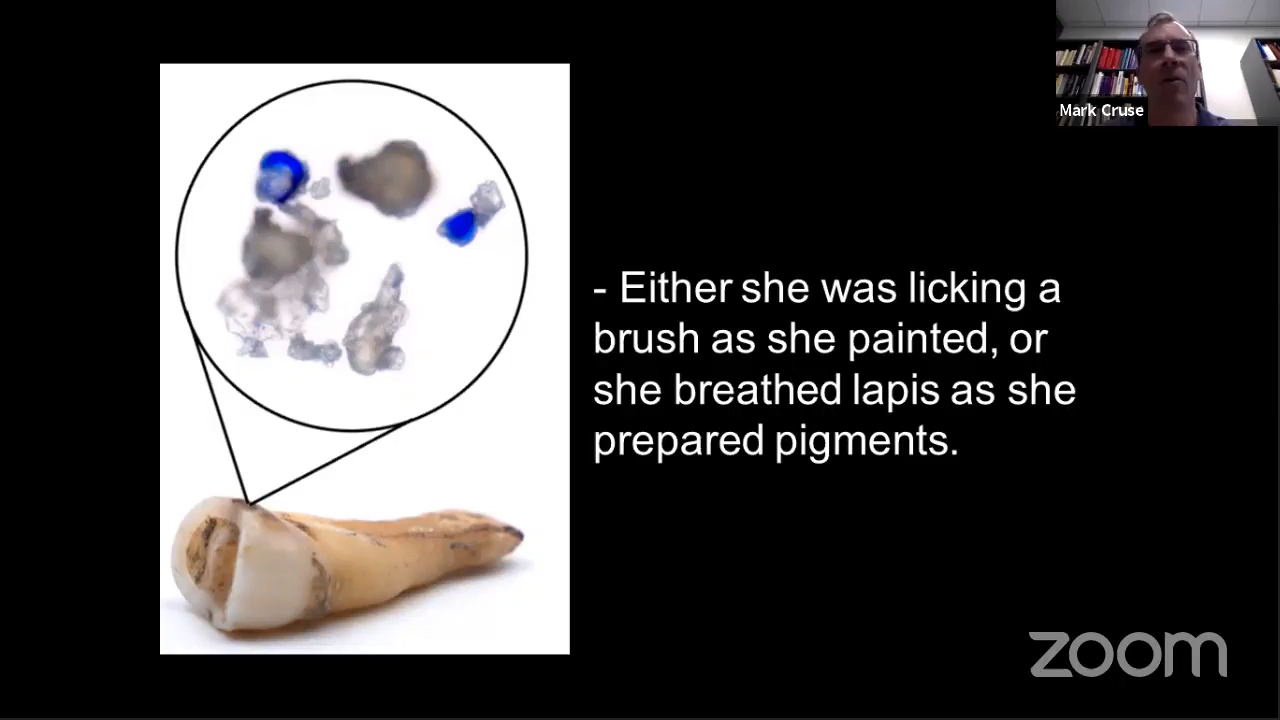 Mark Cruse
- Either she was licking a
brush as she painted, or
she breathed lapis as she
prepared pigments.
zoom